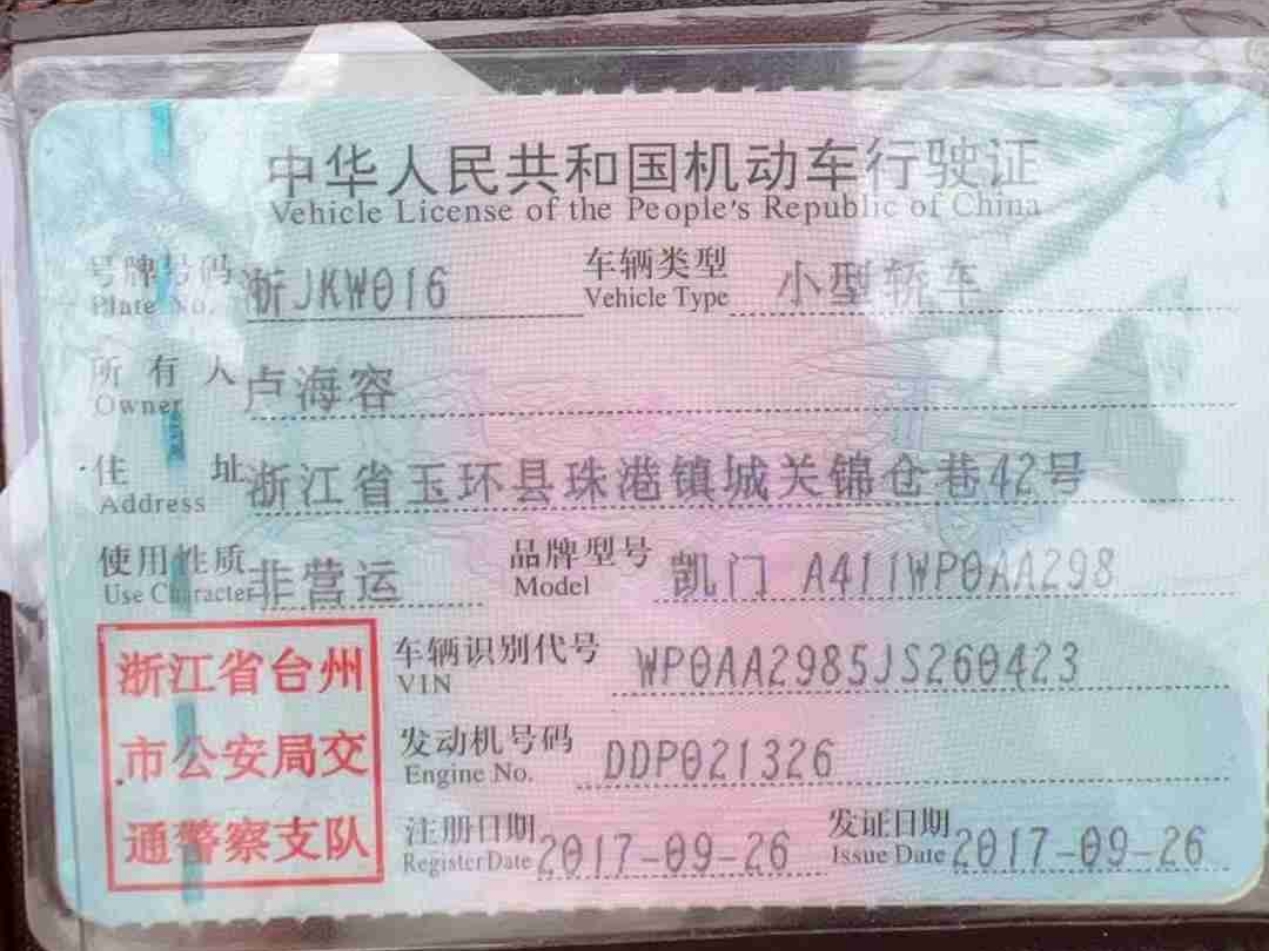 中华人民共和国机动车行驶证
Vehicle License of the People's Republic of China
号牌号码 浙JKW016 车辆类型 小型轿车
Plate No. Vehicle Type
所有人 卢海容
Owner
住址 浙江省玉环县珠港镇城关锦仓巷42号
Address
使用性质 非营运 品牌型号 凯门 A411WP0AA298
Use Character Model
浙江省台州
市公安局交
通警察支队
车辆识别代号 WP0AA2985JS260423
VIN
发动机号码 DDP021326
Engine No.
注册日期 2017-09-26 发证日期 2017-09-26
Register Date Issue Date